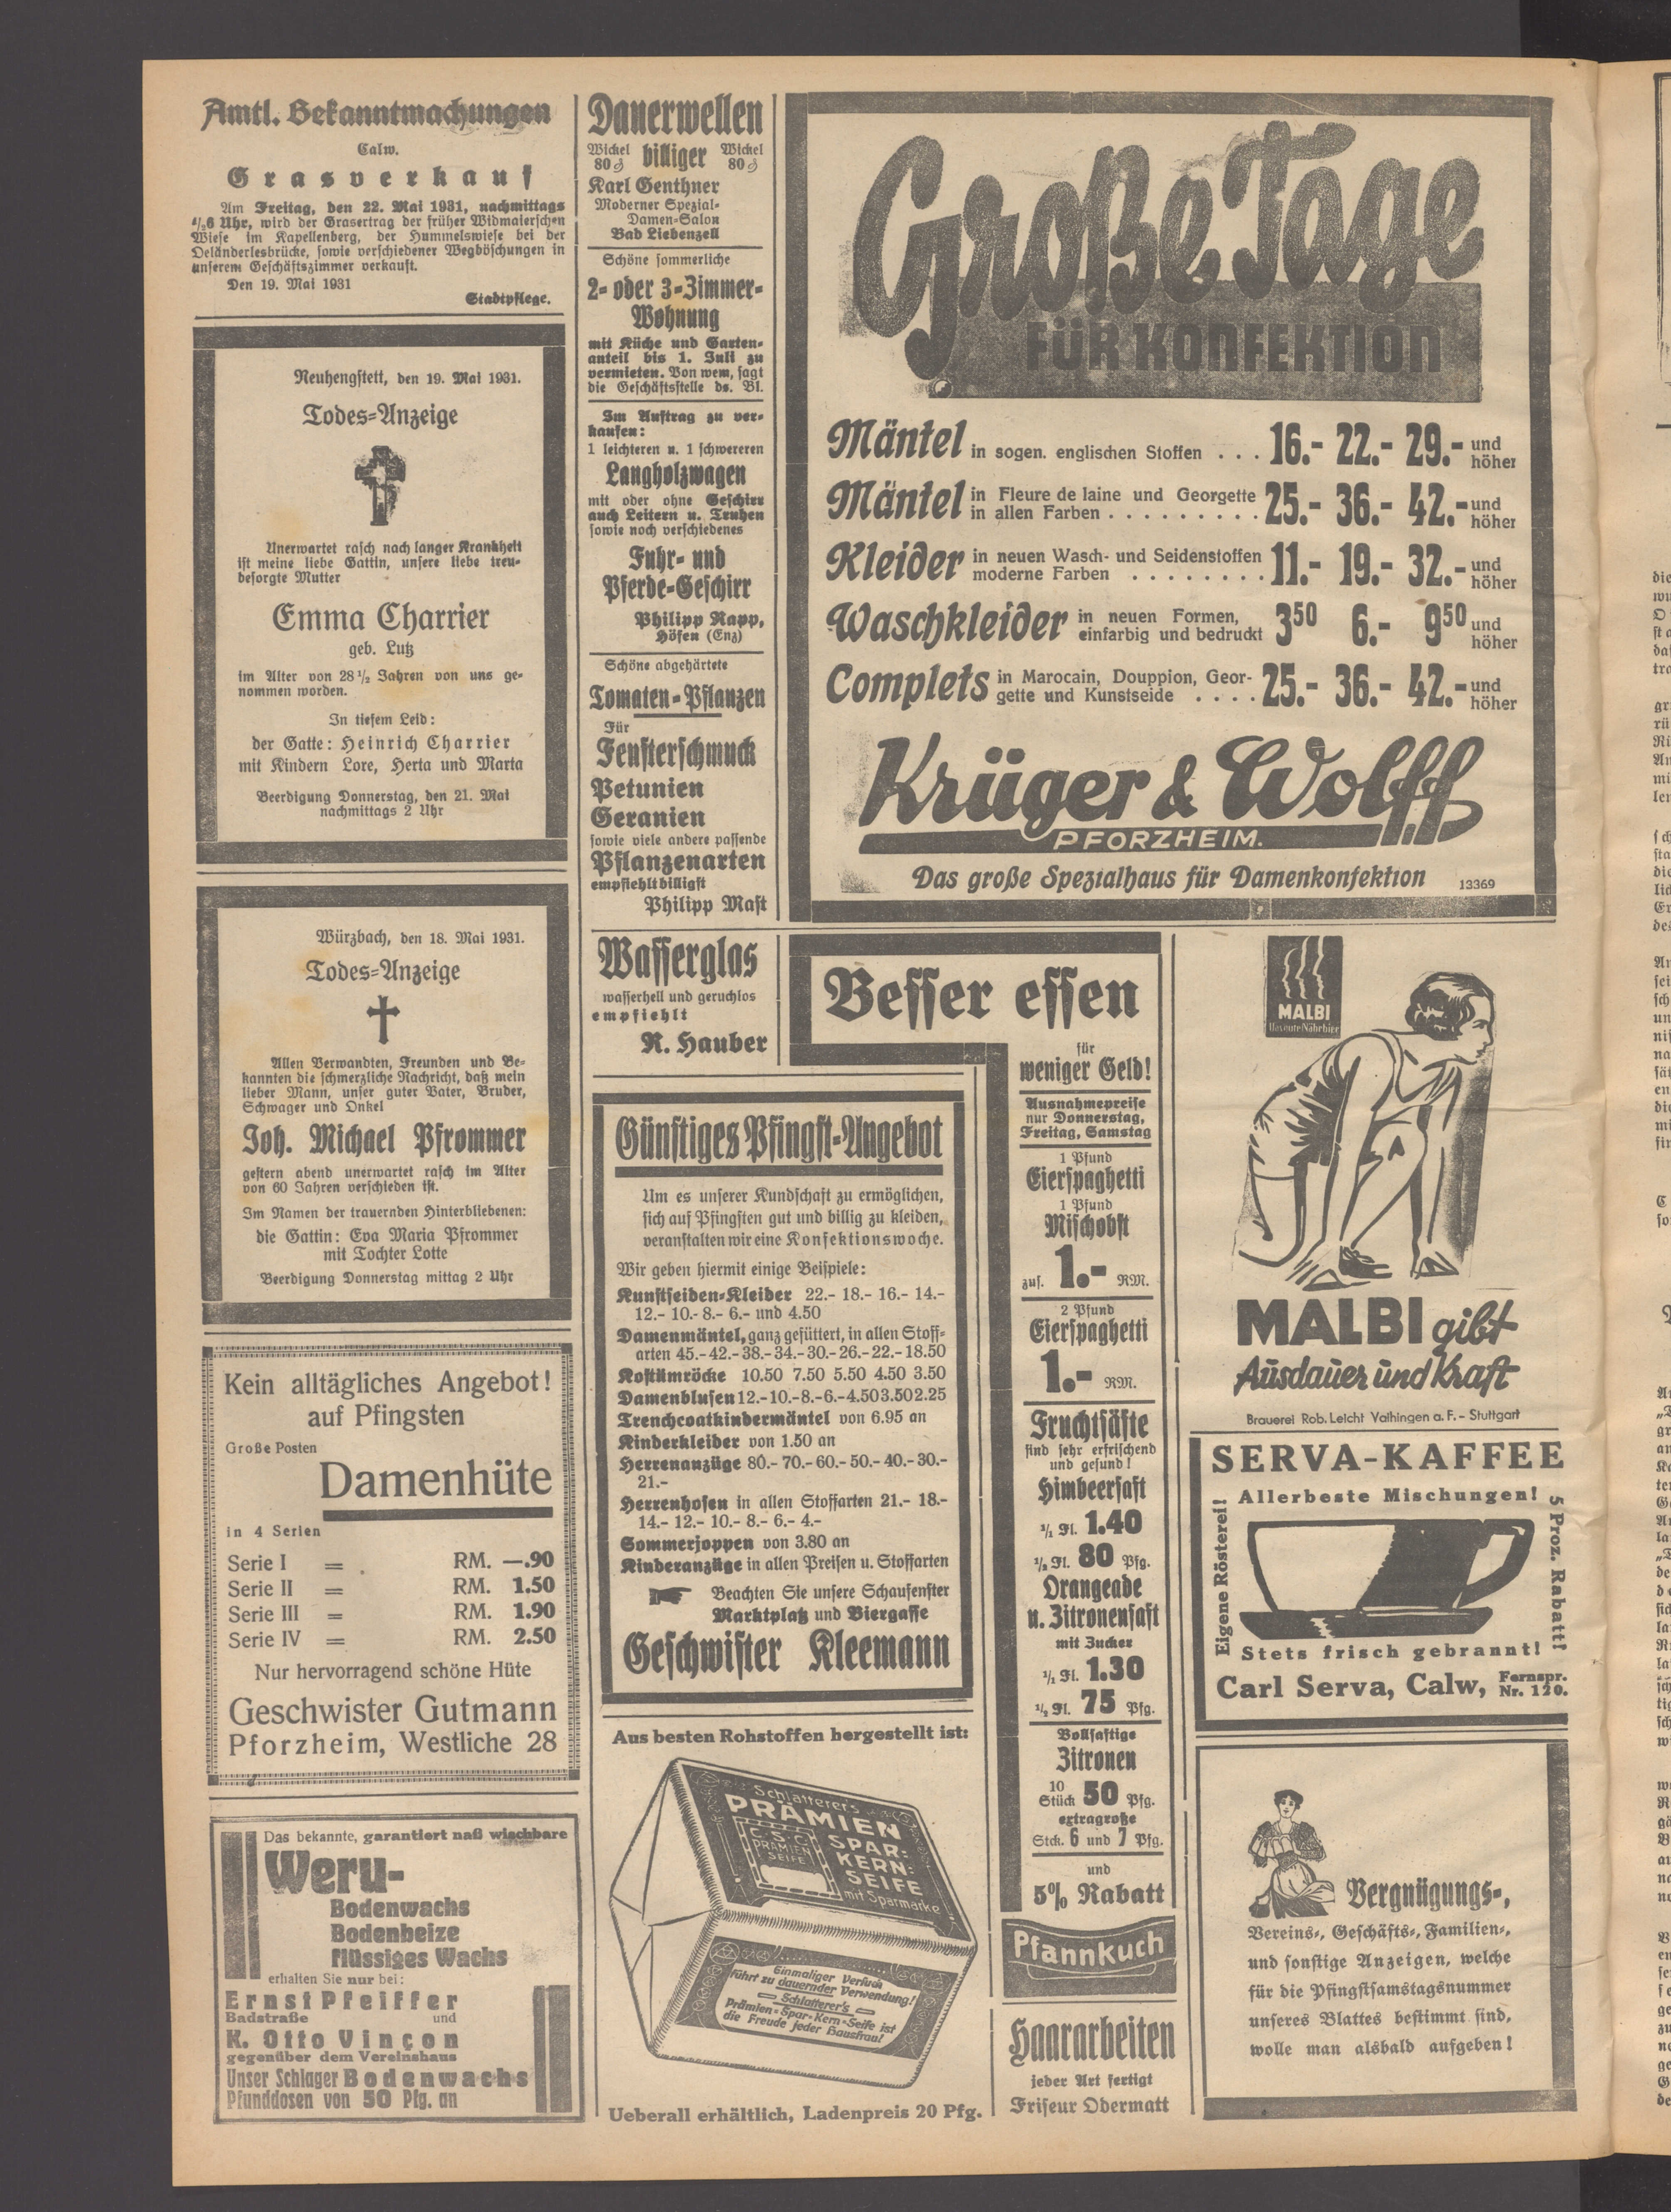 Amtl. Bekanntmachungen
Calw.
Grasverkauf
Am Freitag, den 22. Mai 1931, nachmittags
1/26 Uhr, wird der Grasertrag der früher Widmaierschen
Wiese im Kapellenberg, der Hummelswiese bei der
Oeländerlesbrücke, sowie verschiedener Wegböschungen in
unserem Geschäftszimmer verkauft.
Den 19. Mai 1931
Stadtpflege.
Neuhengstett, den 19. Mai 1931.
Todes-Anzeige
Unerwartet rasch nach langer Krankheit
ist meine liebe Gattin, unsere liebe treu-
besorgte Mutter
Emma Charrier
geb. Lutz
im Alter von 28 1/2 Jahren von uns ge-
nommen worden.
In tiefem Leid:
der Gatte: Heinrich Charrier
mit Kindern Lore, Herta und Marta
Beerdigung Donnerstag, den 21. Mai
nachmittags 2 Uhr
Würzbach, den 18. Mai 1931.
Todes-Anzeige
Allen Verwandten, Freunden und Be-
kannten die schmerzliche Nachricht, daß mein
lieber Mann, unser guter Vater, Bruder,
Schwager und Onkel
Joh. Michael Pfrommer
gestern abend unerwartet rasch im Alter
von 60 Jahren verschieden ist.
Im Namen der trauernden Hinterbliebenen:
die Gattin: Eva Maria Pfrommer
mit Tochter Lotte
Beerdigung Donnerstag mittag 2 Uhr
Kein alltägliches Angebot!
auf Pfingsten
Große Posten
Damenhüte
in 4 Serien
Serie I = RM. —.90
Serie II = RM. 1.50
Serie III = RM. 1.90
Serie IV = RM. 2.50
Nur hervorragend schöne Hüte
Geschwister Gutmann
Pforzheim, Westliche 28
Das bekannte, garantiert naß wischbare
Weru-
Bodenwachs
Bodenbeize
flüssiges Wachs
erhalten Sie nur bei:
Ernst Pfeiffer
Badstraße und
K. Otto Vinçon
gegenüber dem Vereinshaus
Unser Schlager Bodenwachs
Pfunddosen von 50 Pfg. an
Dauerwellen
Wickel 80 ₰ billiger Wickel 80 ₰
Karl Genthner
Moderner Spezial-
Damen-Salon
Bad Liebenzell
Schöne sommerliche
2- oder 3-Zimmer-
Wohnung
mit Küche und Garten-
anteil bis 1. Juli zu
vermieten. Von wem, sagt
die Geschäftsstelle ds. Bl.
Im Auftrag zu ver-
kaufen:
1 leichteren u. 1 schwereren
Langholzwagen
mit oder ohne Geschirr
auch Leitern u. Truhen
sowie noch verschiedenes
Fuhr- und
Pferde-Geschirr
Philipp Rapp,
Höfen (Enz)
Schöne abgehärtete
Tomaten-Pflanzen
Für
Fensterschmuck
Petunien
Geranien
sowie viele andere passende
Pflanzenarten
empfiehlt billigst
Philipp Mast
Wasserglas
wasserhell und geruchlos
empfiehlt
R. Hauber
Große Tage
FÜR KONFEKTION
Mäntel in sogen. englischen Stoffen . . . 16.- 22.- 29.- und höher
Mäntel in Fleure de laine und Georgette
in allen Farben . . . . . . . . . 25.- 36.- 42.- und höher
Kleider in neuen Wasch- und Seidenstoffen
moderne Farben . . . . . . . . 11.- 19.- 32.- und höher
Waschkleider in neuen Formen,
einfarbig und bedruckt 3 50 6.- 9 50 und höher
Complets in Marocain, Douppion, Geor-
gette und Kunstseide . . . . 25.- 36.- 42.- und höher
Krüger & Wolff
PFORZHEIM.
Das große Spezialhaus für Damenkonfektion
13369
Günstiges Pfingst-Angebot
Um es unserer Kundschaft zu ermöglichen,
sich auf Pfingsten gut und billig zu kleiden,
veranstalten wir eine Konfektionswoche.
Wir geben hiermit einige Beispiele:
Kunstseiden-Kleider 22.- 18.- 16.- 14.-
12.- 10.- 8.- 6.- und 4.50
Damenmäntel, ganz gefüttert, in allen Stoff-
arten 45.- 42.- 38.- 34.- 30.- 26.- 22.- 18.50
Kostümröcke 10.50 7.50 5.50 4.50 3.50
Damenblusen 12.- 10.- 8.- 6.- 4.50 3.50 2.25
Trenchcoatkindermäntel von 6.95 an
Kinderkleider von 1.50 an
Herrenanzüge 80.- 70.- 60.- 50.- 40.- 30.-
21.-
Herrenhosen in allen Stoffarten 21.- 18.-
14.- 12.- 10.- 8.- 6.- 4.-
Sommerjoppen von 3.80 an
Kinderanzüge in allen Preisen u. Stoffarten
Beachten Sie unsere Schaufenster
Marktplatz und Biergasse
Geschwister Kleemann
Aus besten Rohstoffen hergestellt ist:
Schlatterer's
PRÄMIEN
SPAR-
KERN-
SEIFE
mit Sparmarke
PRÄMIEN
SEIFE
Einmaliger Versuch
führt zu dauernder Verwendung!
Schlatterer's
Prämien-Spar-Kern-Seife ist
die Freude jeder Hausfrau!
Ueberall erhältlich, Ladenpreis 20 Pfg.
Besser essen
für
weniger Geld!
Ausnahmepreise
nur Donnerstag,
Freitag, Samstag
1 Pfund
Eierspaghetti
1 Pfund
Mischobst
zus. 1.- RM.
2 Pfund
Eierspaghetti
1.- RM.
Fruchtsäfte
sind sehr erfrischend
und gesund!
Himbeersaft
1/1 Fl. 1.40
1/2 Fl. 80 Pfg.
Orangeade
u. Zitronensaft
mit Zucker
1/1 Fl. 1.30
1/2 Fl. 75 Pfg.
Vollsaftige
Zitronen
10 Stück 50 Pfg.
extragroße
Stck. 6 und 7 Pfg.
und
5% Rabatt
Pfannkuch
Haararbeiten
jeder Art fertigt
Friseur Obermatt
MALBI
MALBI gibt
Ausdauer und Kraft
Brauerei Rob. Leicht Vaihingen a. F. - Stuttgart
SERVA-KAFFEE
Allerbeste Mischungen!
Eigene Rösterei!
5 Proz. Rabatt!
Stets frisch gebrannt!
Carl Serva, Calw, Fernspr. Nr. 120.
Vergnügungs-,
Vereins-, Geschäfts-, Familien-,
und sonstige Anzeigen, welche
für die Pfingstsamstagsnummer
unseres Blattes bestimmt sind,
wolle man alsbald aufgeben!